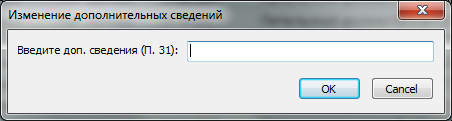 Изменение дополнительных сведений
Введите доп. сведения (П. 31):
OK
Cancel